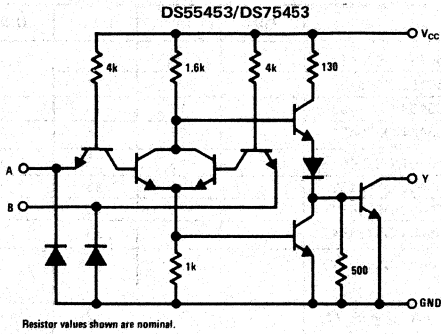 DS55453/DS75453
VCC
4k
1.6k
4k
130
A
B
Y
1k
500
GND
Resistor values shown are nominal.